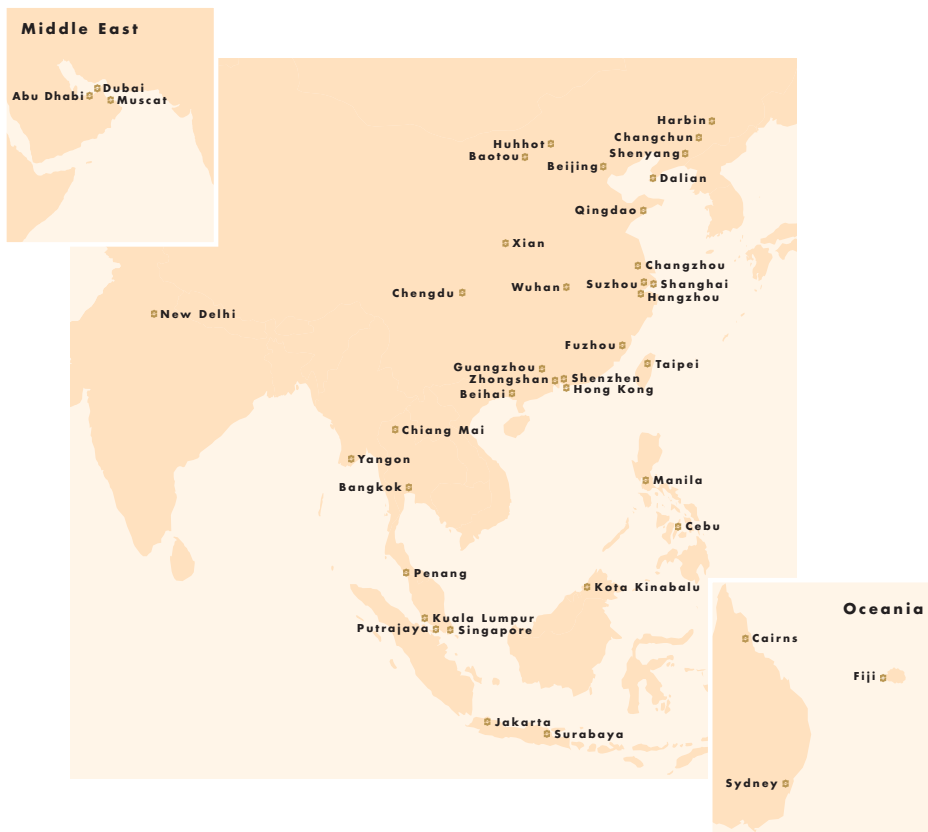 Middle East
Dubai
Abu Dhabi
Muscat
Harbin
Changchun
Huhhot
Shenyang
Baotou
Beijing
Dalian
Qingdao
Xian
Changzhou
Suzhou
Shanghai
Wuhan
Chengdu
Hangzhou
New Delhi
Fuzhou
Taipei
Guangzhou
Zhongshan
Shenzhen
Hong Kong
Beihai
Chiang Mai
Yangon
Manila
Bangkok
Cebu
Penang
Kota Kinabalu
Kuala Lumpur
Putrajaya
Singapore
Jakarta
Surabaya
Oceania
Cairns
Fiji
Sydney